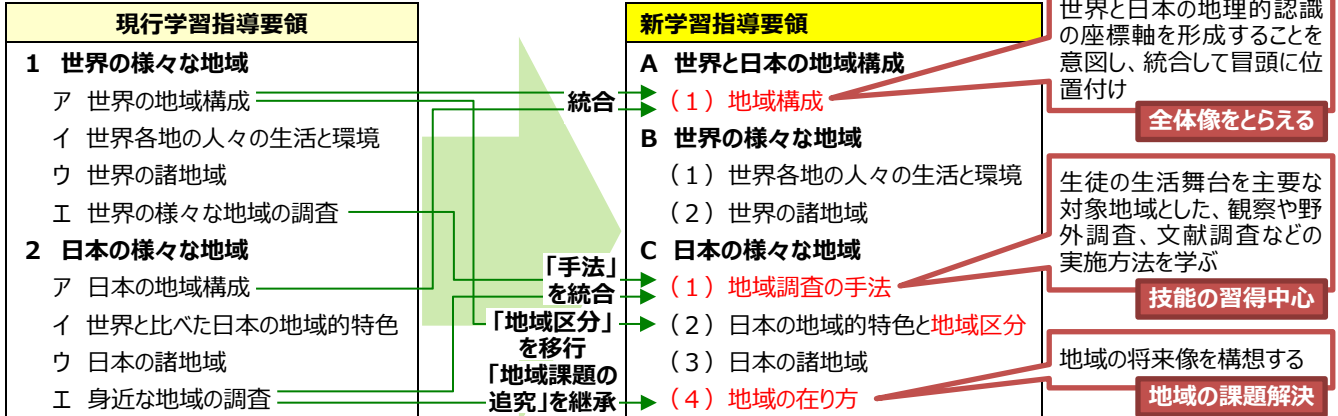 現行学習指導要領
1 世界の様々な地域
ア 世界の地域構成
イ 世界各地の人々の生活と環境
ウ 世界の諸地域
エ 世界の様々な地域の調査
2 日本の様々な地域
ア 日本の地域構成
イ 世界と比べた日本の地域的特色
ウ 日本の諸地域
エ 身近な地域の調査
統合
「手法」
を統合
「地域区分」
を移行
「地域課題の
追究」を継承
新学習指導要領
A 世界と日本の地域構成
（１）地域構成
B 世界の様々な地域
（１）世界各地の人々の生活と環境
（２）世界の諸地域
C 日本の様々な地域
（１）地域調査の手法
（２）日本の地域的特色と地域区分
（３）日本の諸地域
（４）地域の在り方
世界と日本の地理的認識
の座標軸を形成することを
意図し、統合して冒頭に位
置付け
全体像をとらえる
生徒の生活舞台を主要な
対象地域とした、観察や野
外調査、文献調査などの
実施方法を学ぶ
技能の習得中心
地域の将来像を構想する
地域の課題解決